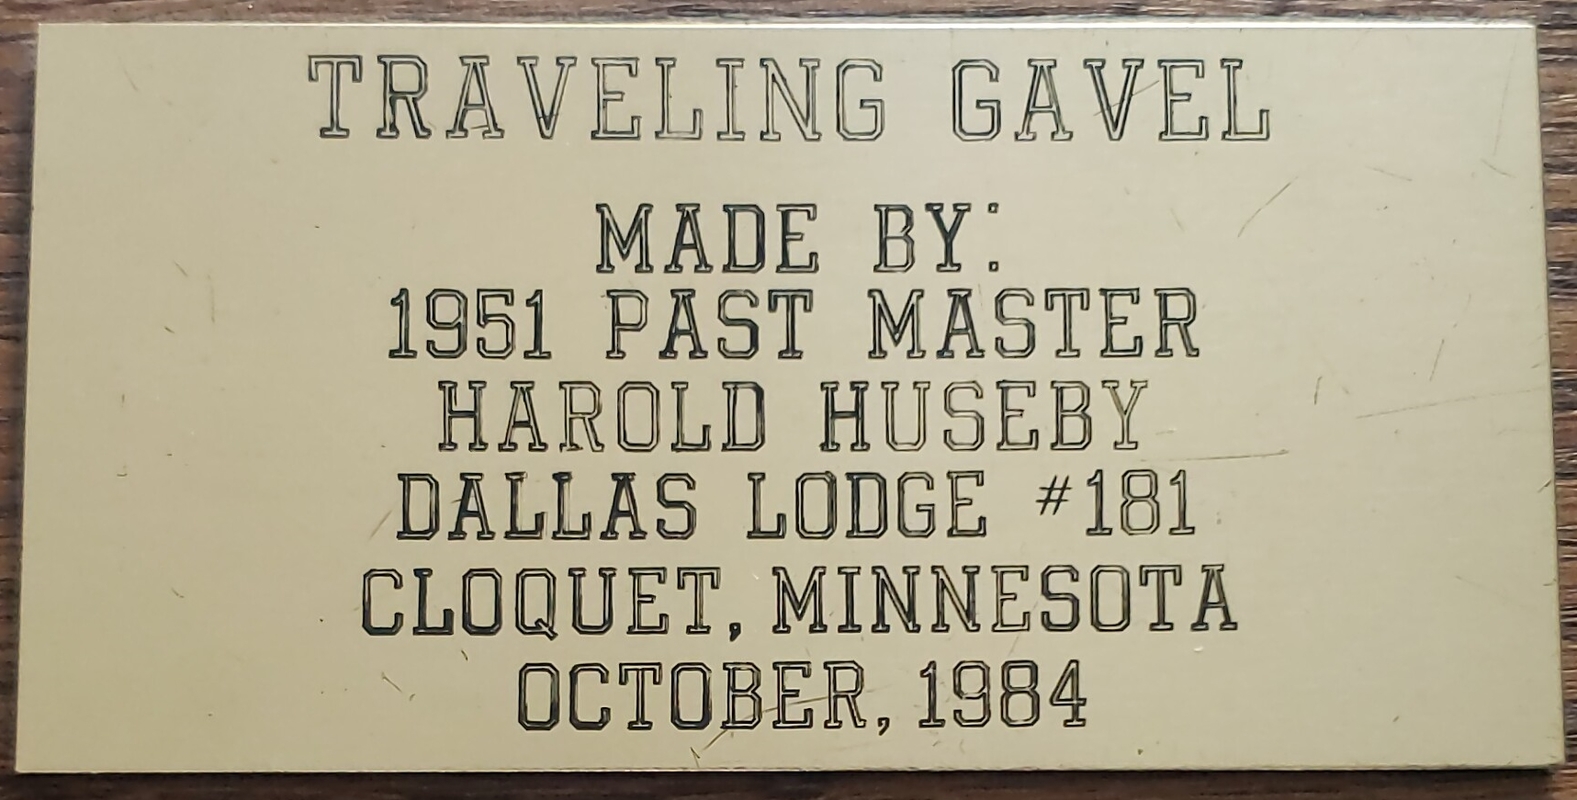 TRAVELING GAVEL
MADE BY:
1951 PAST MASTER
HAROLD HUSEBY
DALLAS LODGE #181
CLOQUET, MINNESOTA
OCTOBER, 1984